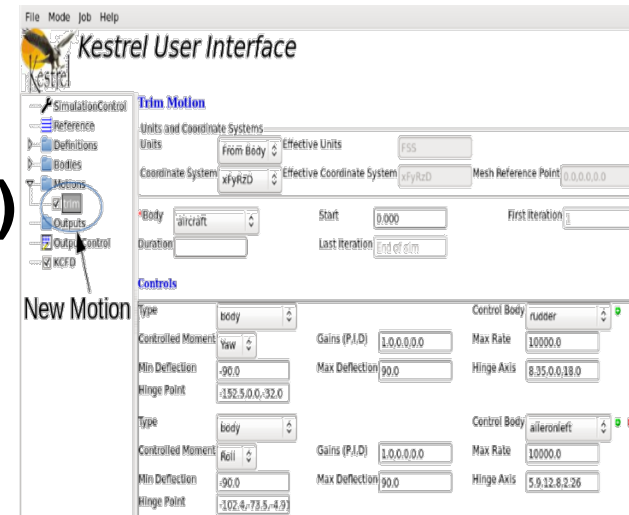 File Mode Job Help
Kestrel User Interface
Kestrel
SimulationControl
Reference
Definitions
Bodies
Motions
trim
Outputs
OutputControl
KCFD
)
New Motion
Trim Motion
Units and Coordinate Systems
Units From Body Effective Units FSS
Coordinate System xFyRzD Effective Coordinate System xFyRzD Mesh Reference Point 0.0,0.0,0.0
*Body aircraft Start 0.000 First Iteration 1
Duration Last Iteration End of sim
Controls
Type body Control Body rudder
Controlled Moment Yaw Gains (P,I,D) 1.0,0.0,0.0 Max Rate 10000.0
Min Deflection -90.0 Max Deflection 90.0 Hinge Axis 8.35,0.0,18.0
Hinge Point -152.5,0.0,-32.0
Type body Control Body aileronleft
Controlled Moment Roll Gains (P,I,D) 1.0,0.0,0.0 Max Rate 10000.0
Min Deflection -90.0 Max Deflection 90.0 Hinge Axis 5.9,12.8,2.26
Hinge Point -102.4,-73.5,-4.91